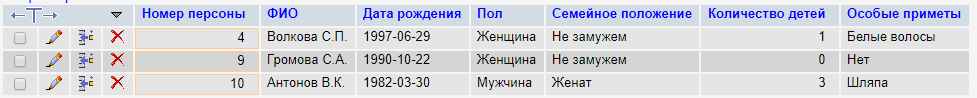 Номер персоны ФИО Дата рождения Пол Семейное положение Количество детей Особые приметы
4 Волкова С.П. 1997-06-29 Женщина Не замужем 1 Белые волосы
9 Громова С.А. 1990-10-22 Женщина Не замужем 0 Нет
10 Антонов В.К. 1982-03-30 Мужчина Женат 3 Шляпа